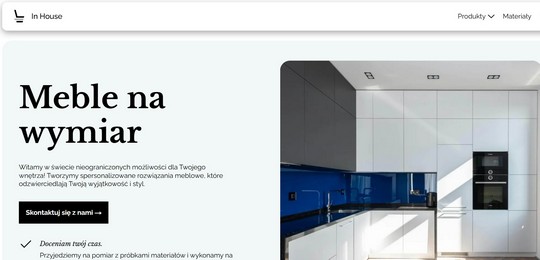 In House
Produkty
Materiały
Meble na
wymiar
Witamy w świecie nieograniczonych możliwości dla Twojego
wnętrza! Tworzymy spersonalizowane rozwiązania meblowe, które
odzwierciedlają Twoją wyjątkowość i styl.
Skontaktuj się z nami →
Doceniam twój czas.
Przyjedziemy na pomiar z próbkami materiałów i wykonamy na